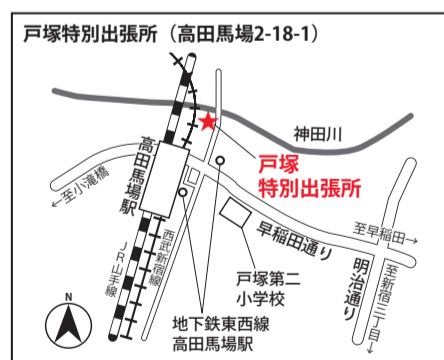 戸塚特別出張所（高田馬場2-18-1）
神田川
戸塚
特別出張所
高田馬場駅
←至小滝橋
至早稲田→
早稲田通り
明治通り
至新宿三丁目→
西武新宿線
JR山手線
戸塚第二
小学校
地下鉄東西線
高田馬場駅
N